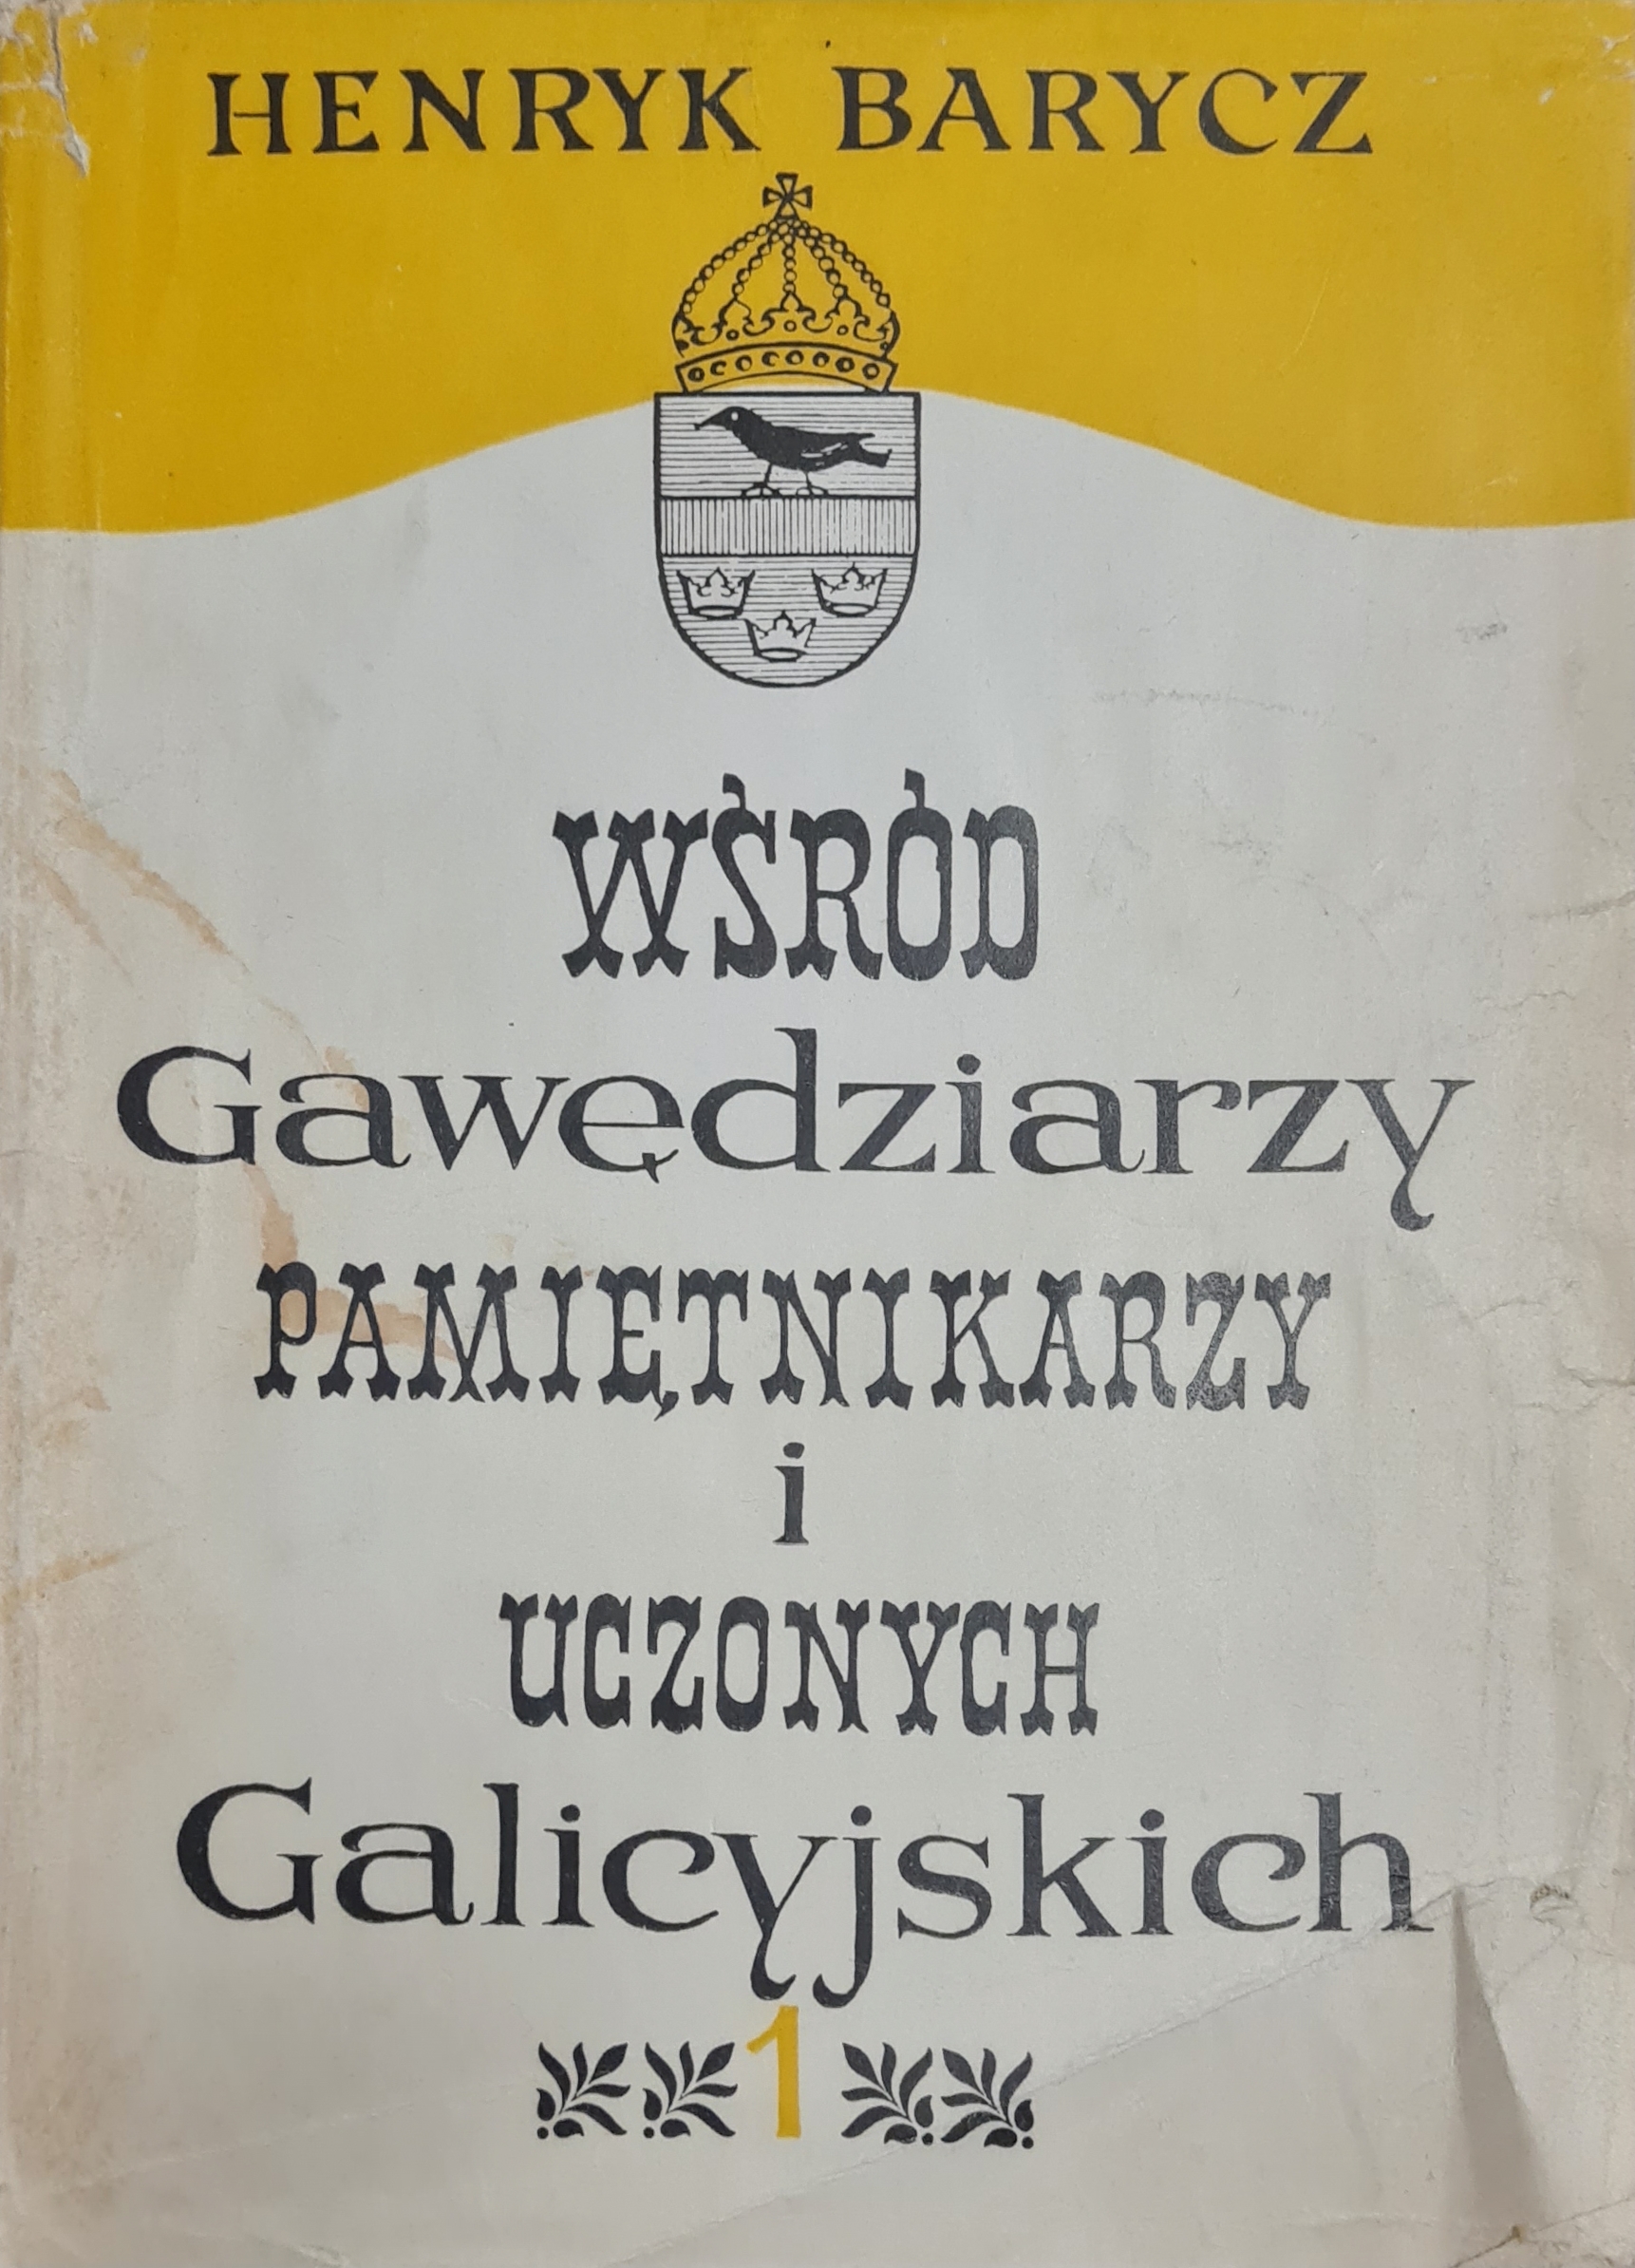 HENRYK BARYCZ
WŚRÓD
Gawędziarzy
PAMIĘTNIKARZY
i
UCZONYCH
Galicyjskich
1